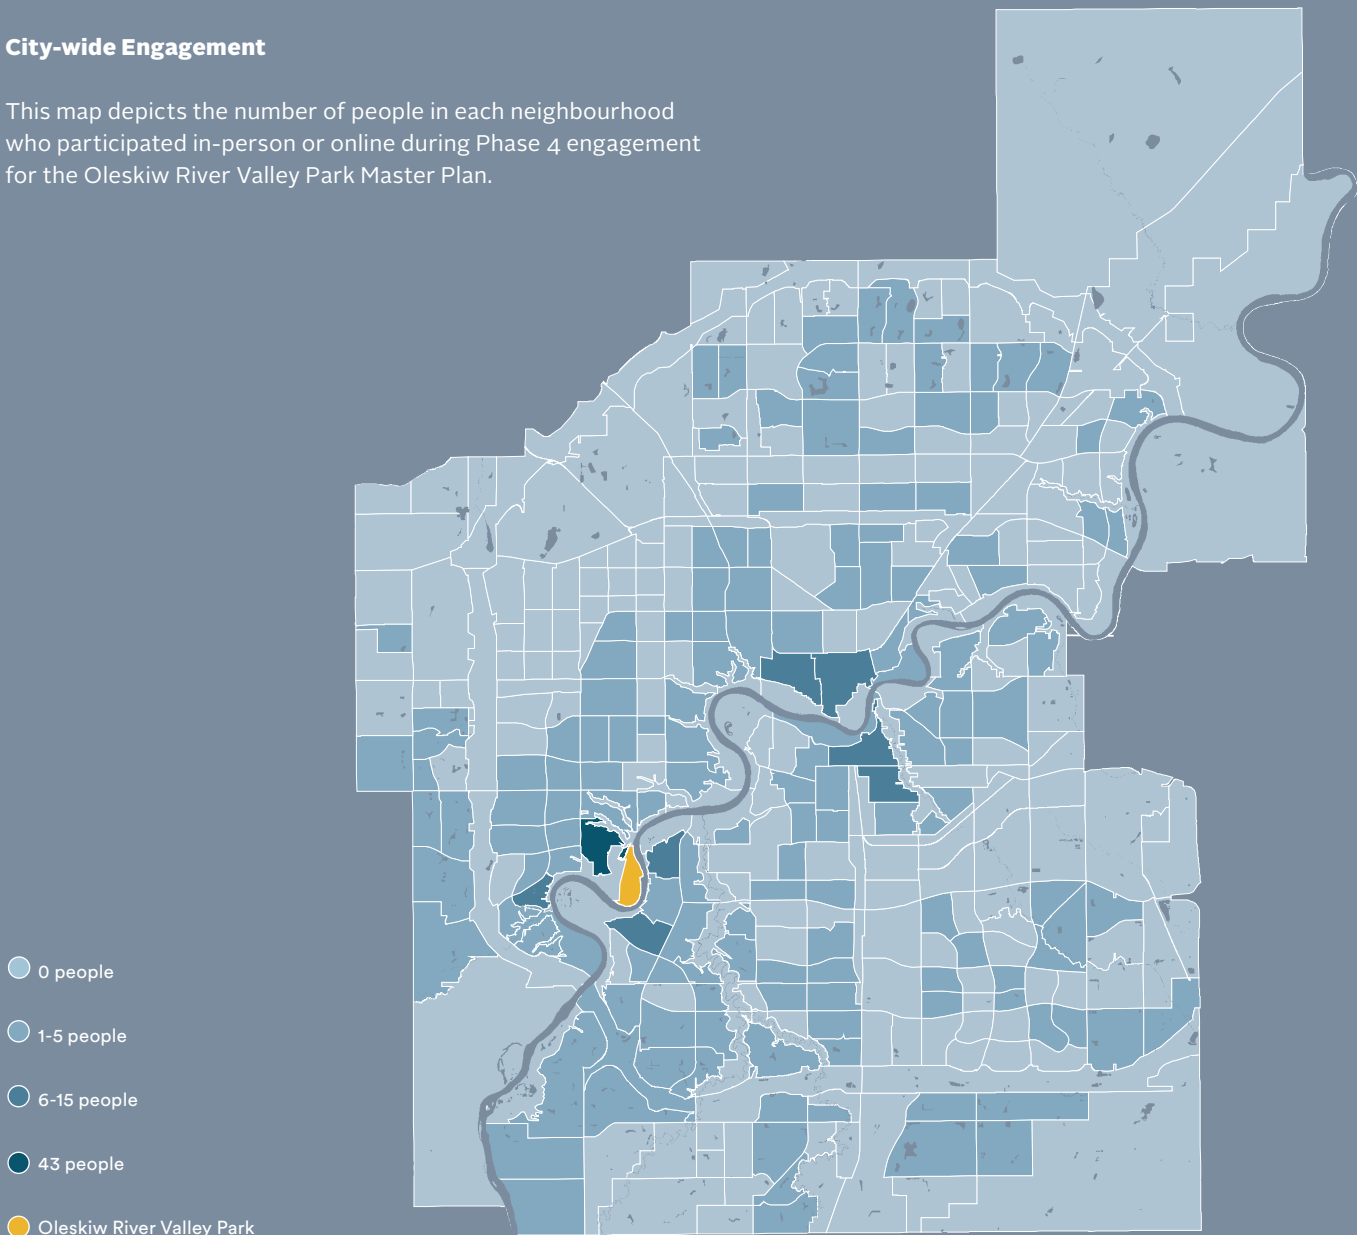 City-wide Engagement
This map depicts the number of people in each neighbourhood
who participated in-person or online during Phase 4 engagement
for the Oleskiw River Valley Park Master Plan.
0 people
1-5 people
6-15 people
43 people
Oleskiw River Valley Park